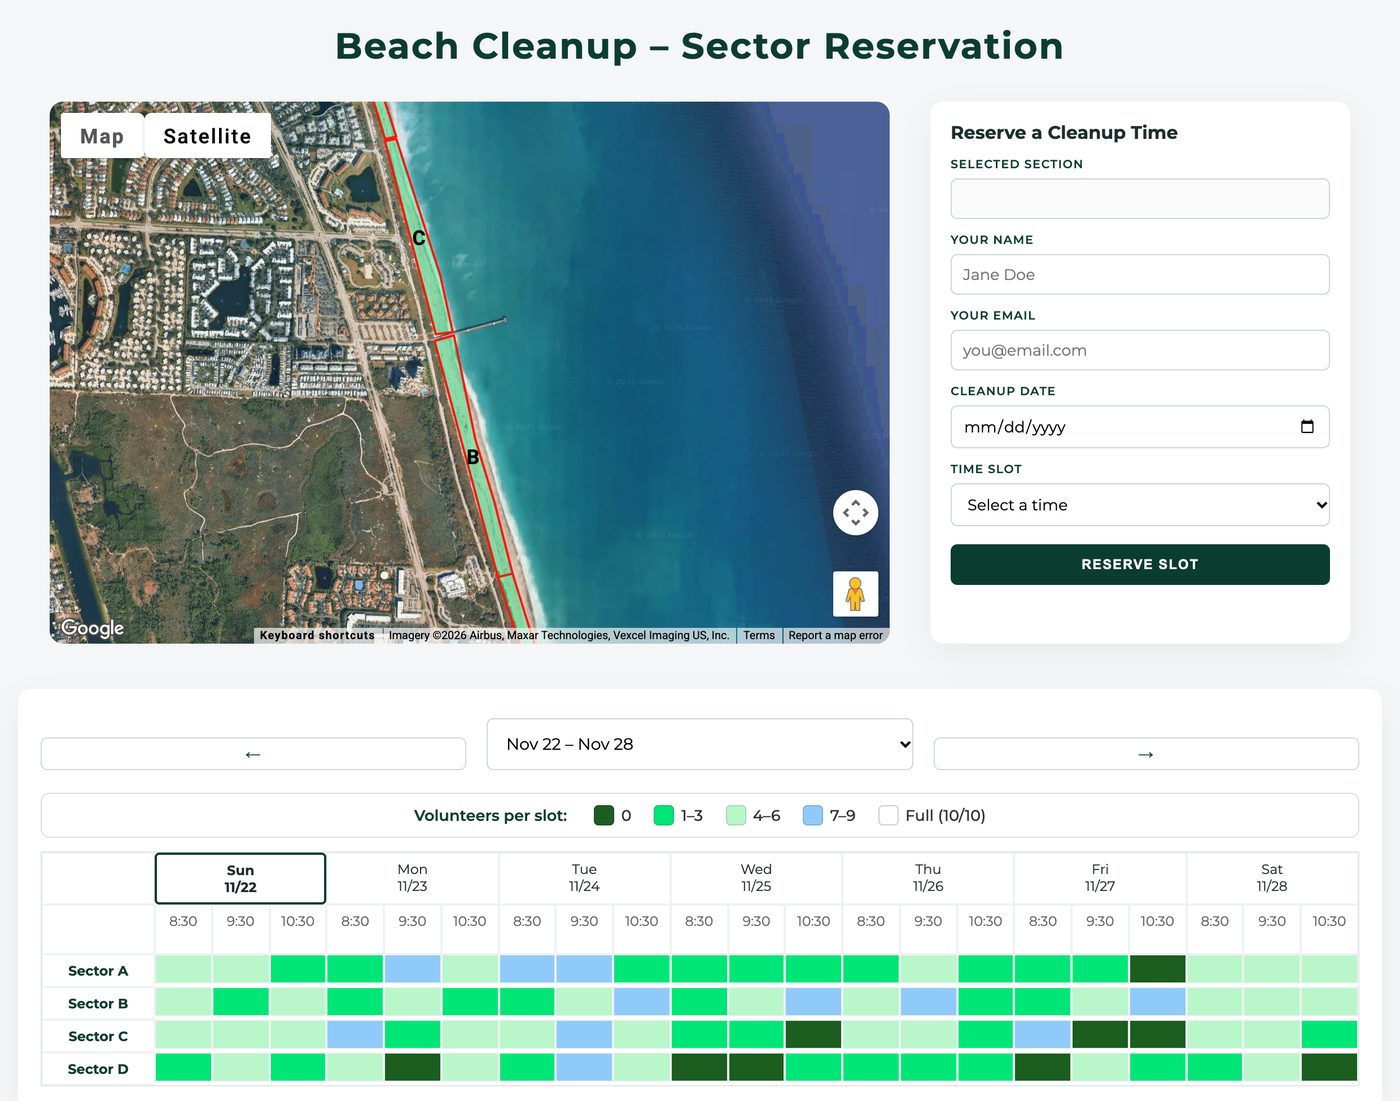 Beach Cleanup – Sector Reservation
Map Satellite
C
B
Google
Keyboard shortcuts Imagery ©2026 Airbus, Maxar Technologies, Vexcel Imaging US, Inc. Terms Report a map error
Reserve a Cleanup Time
SELECTED SECTION
YOUR NAME
Jane Doe
YOUR EMAIL
you@email.com
CLEANUP DATE
mm/dd/yyyy
TIME SLOT
Select a time
RESERVE SLOT
← Nov 22 – Nov 28 →
Volunteers per slot: 0 1–3 4–6 7–9 Full (10/10)
Sun Mon Tue Wed Thu Fri Sat
11/22 11/23 11/24 11/25 11/26 11/27 11/28
8:30 9:30 10:30 8:30 9:30 10:30 8:30 9:30 10:30 8:30 9:30 10:30 8:30 9:30 10:30 8:30 9:30 10:30 8:30 9:30 10:30
Sector A
Sector B
Sector C
Sector D